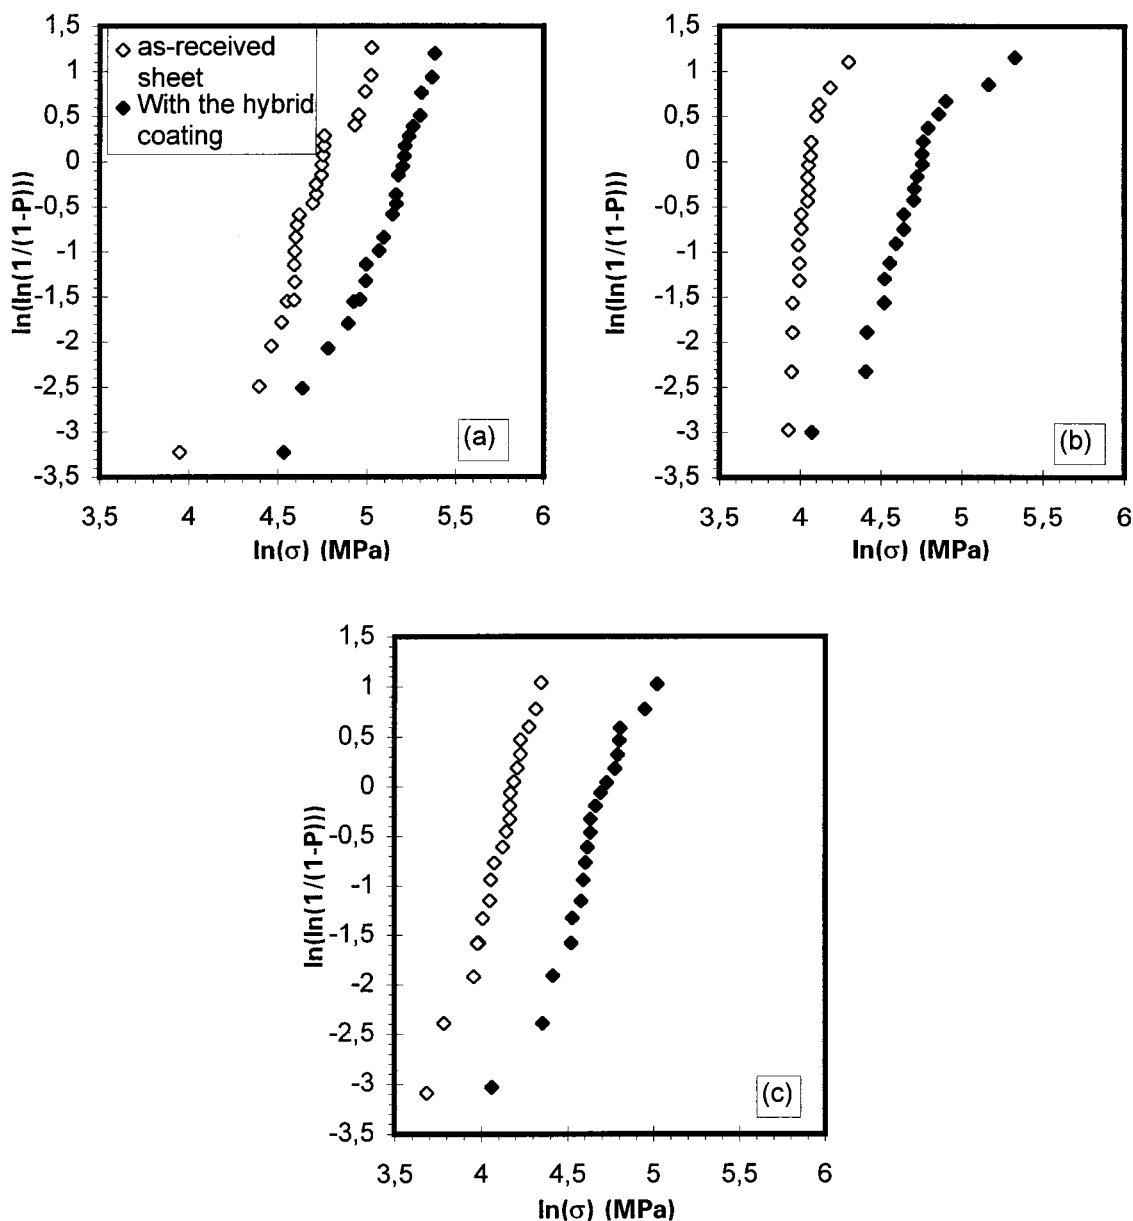 1,5
1
0,5
0
-0,5
-1
-1,5
-2
-2,5
-3
-3,5
ln(ln(1/(1-P)))
as-received
sheet
With the hybrid
coating
(a)
3,5 4 4,5 5 5,5 6
ln(σ) (MPa)
1,5
1
0,5
0
-0,5
-1
-1,5
-2
-2,5
-3
-3,5
ln(ln(1/(1-P)))
(b)
3,5 4 4,5 5 5,5 6
ln(σ) (MPa)
1,5
1
0,5
0
-0,5
-1
-1,5
-2
-2,5
-3
-3,5
ln(ln(1/(1-P)))
(c)
3,5 4 4,5 5 5,5 6
ln(σ) (MPa)